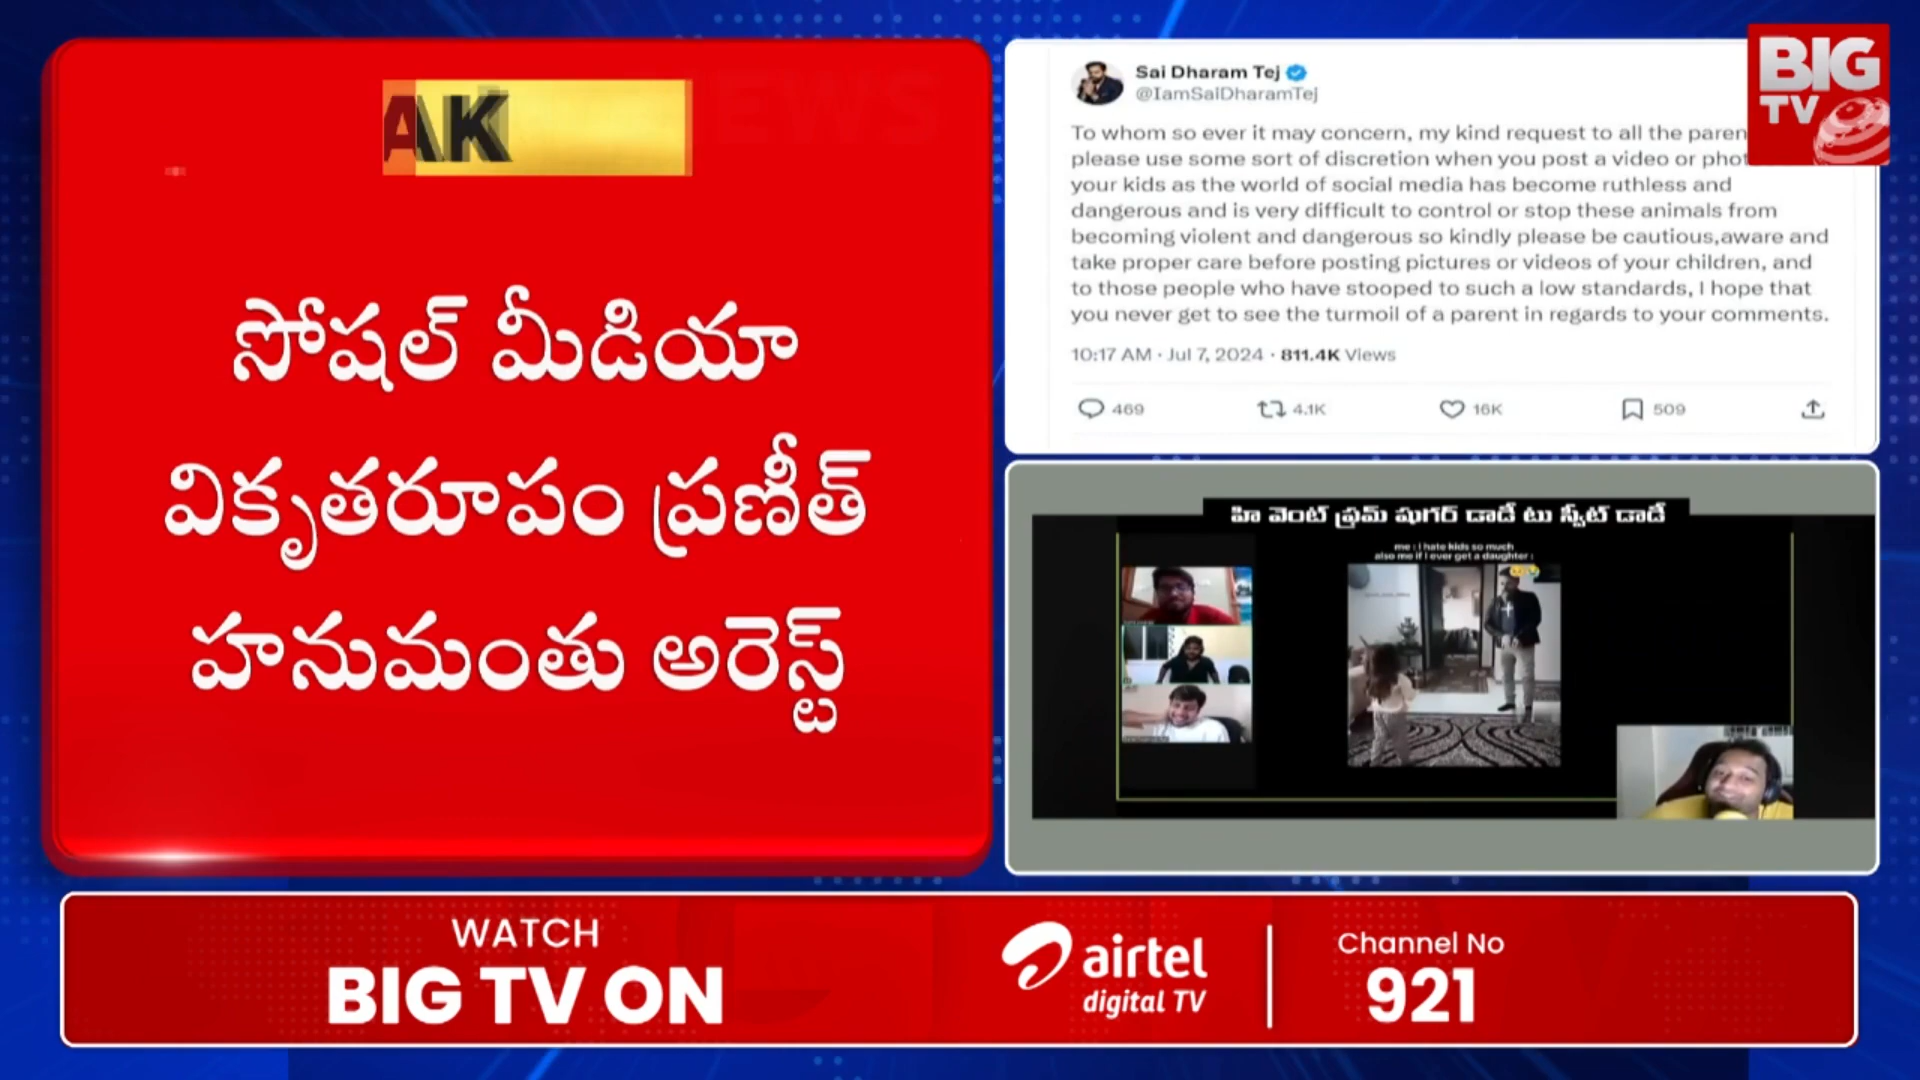 AK
సోషల్ మీడియా
వికృతరూపం ప్రణీత్
హనుమంతు అరెస్ట్
Sai Dharam Tej
@IamSaiDharamTej
To whom so ever it may concern, my kind request to all the paren
please use some sort of discretion when you post a video or phot
your kids as the world of social media has become ruthless and
dangerous and is very difficult to control or stop these animals from
becoming violent and dangerous so kindly please be cautious,aware and
take proper care before posting pictures or videos of your children, and
to those people who have stooped to such a low standards, I hope that
you never get to see the turmoil of a parent in regards to your comments.
10:17 AM · Jul 7, 2024 · 811.4K Views
469 4.1K 16K 509
BIG
TV
హి వెంట్ ఫ్రమ్ షుగర్ డాడీ టు స్వీట్ డాడీ
me : I hate kids so much
also me if I ever get a daughter :
WATCH
BIG TV ON
airtel
digital TV
Channel No
921